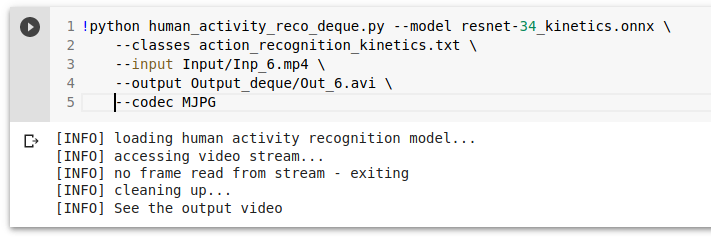 1 !python human_activity_reco_deque.py --model resnet-34_kinetics.onnx \
2 --classes action_recognition_kinetics.txt \
3 --input Input/Inp_6.mp4 \
4 --output Output_deque/Out_6.avi \
5 --codec MJPG
[INFO] loading human activity recognition model...
[INFO] accessing video stream...
[INFO] no frame read from stream - exiting
[INFO] cleaning up...
[INFO] See the output video